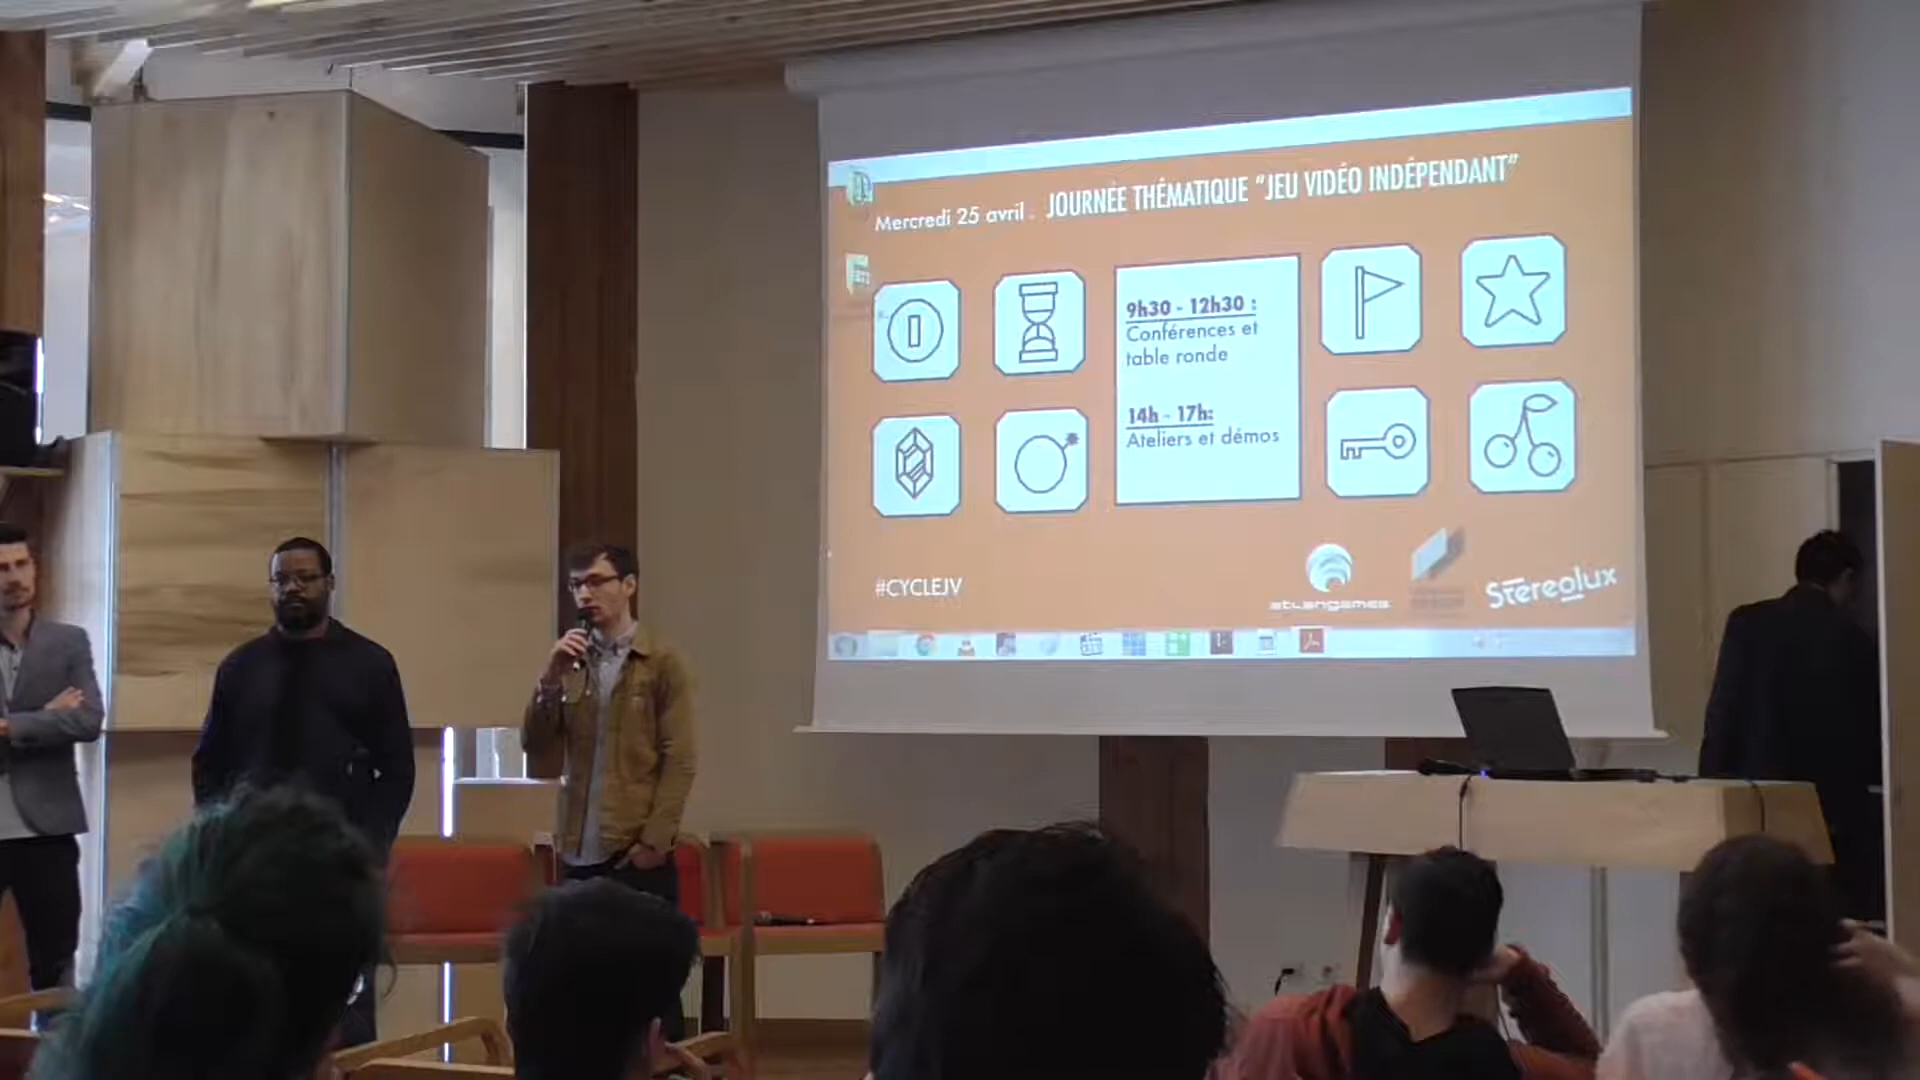 Mercredi 25 avril - JOURNÉE THÉMATIQUE "JEU VIDÉO INDÉPENDANT"
9h30 - 12h30 :
Conférences et
table ronde
14h - 17h:
Ateliers et démos
#CYCLEJV
atlangames
Stereolux